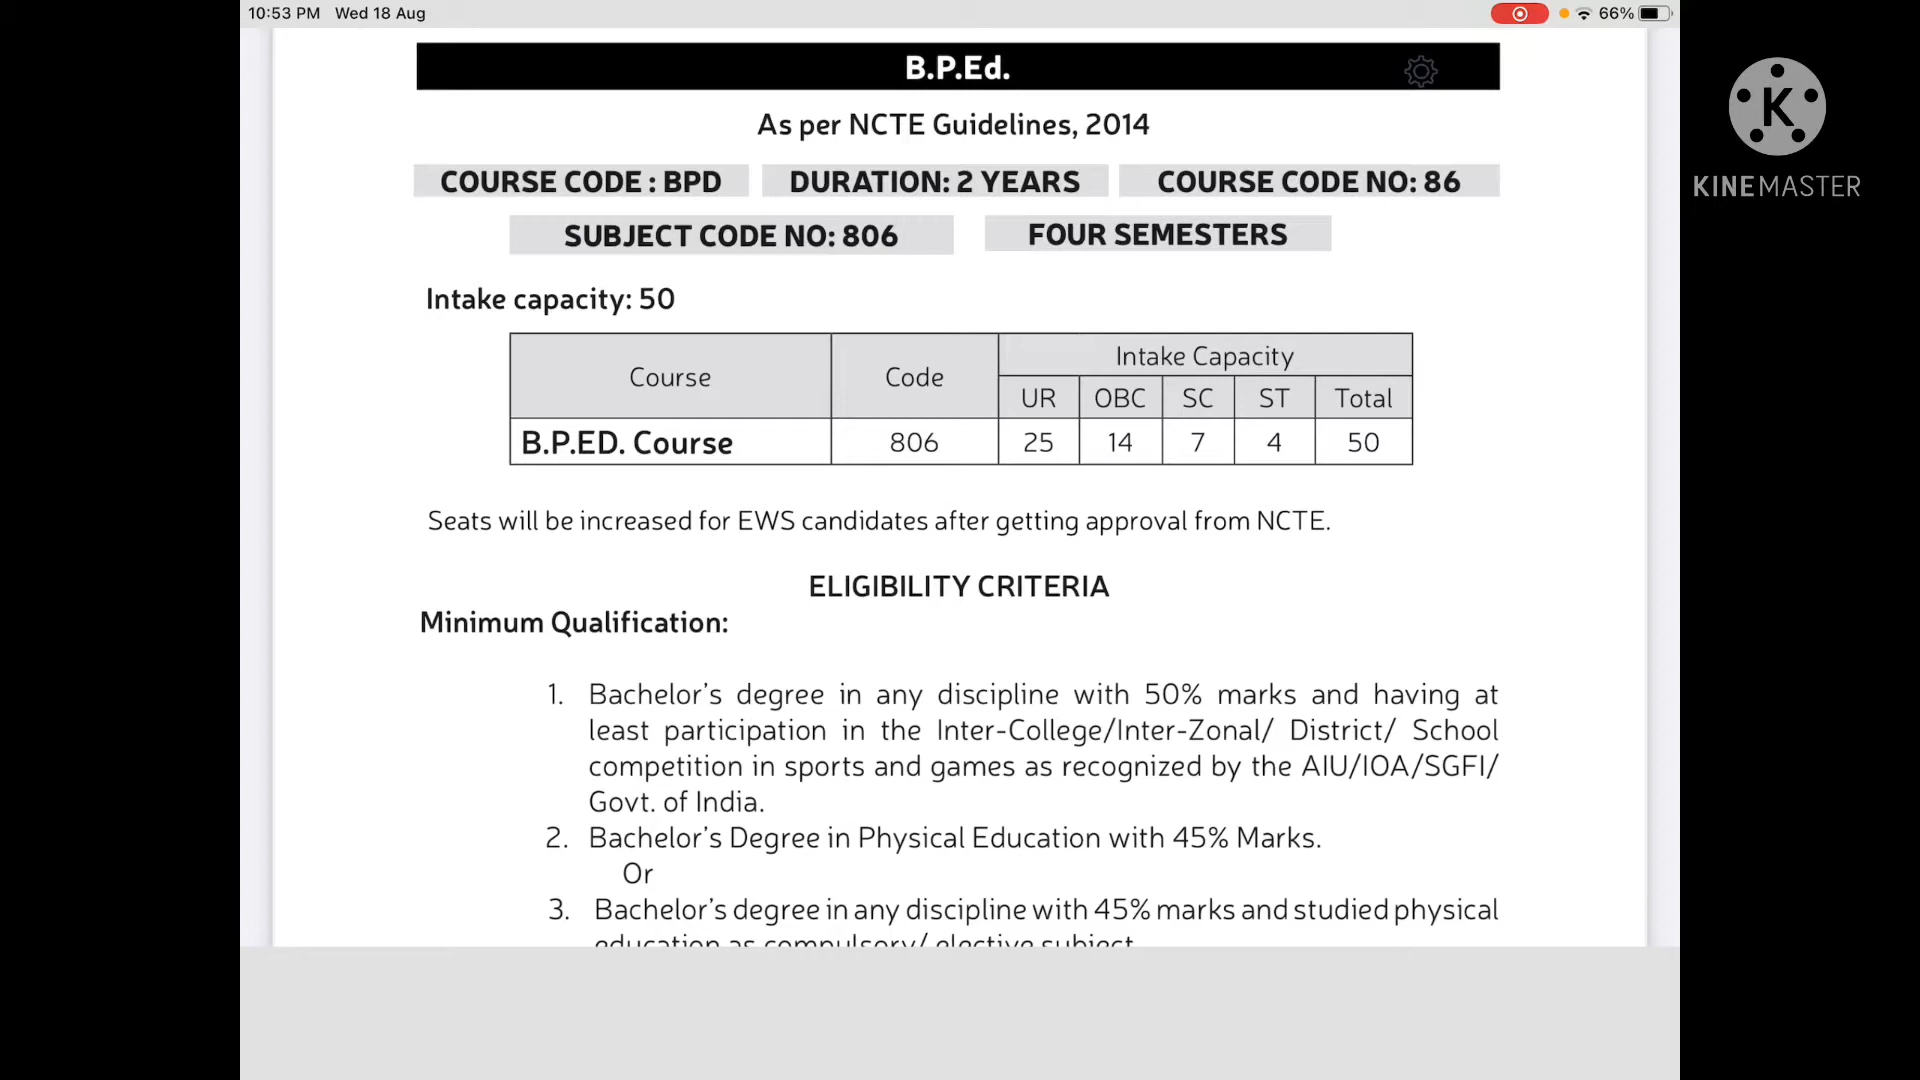 10:53 PM Wed 18 Aug 66%
B.P.Ed.
As per NCTE Guidelines, 2014
COURSE CODE : BPD DURATION: 2 YEARS COURSE CODE NO: 86
SUBJECT CODE NO: 806 FOUR SEMESTERS
Intake capacity: 50
Course Code Intake Capacity
UR OBC SC ST Total
B.P.ED. Course 806 25 14 7 4 50
Seats will be increased for EWS candidates after getting approval from NCTE.
ELIGIBILITY CRITERIA
Minimum Qualification:
1. Bachelor’s degree in any discipline with 50% marks and having at
least participation in the Inter-College/Inter-Zonal/ District/ School
competition in sports and games as recognized by the AIU/IOA/SGFI/
Govt. of India.
2. Bachelor’s Degree in Physical Education with 45% Marks.
Or
3. Bachelor’s degree in any discipline with 45% marks and studied physical
education as compulsory/ elective subject
K
KINEMASTER